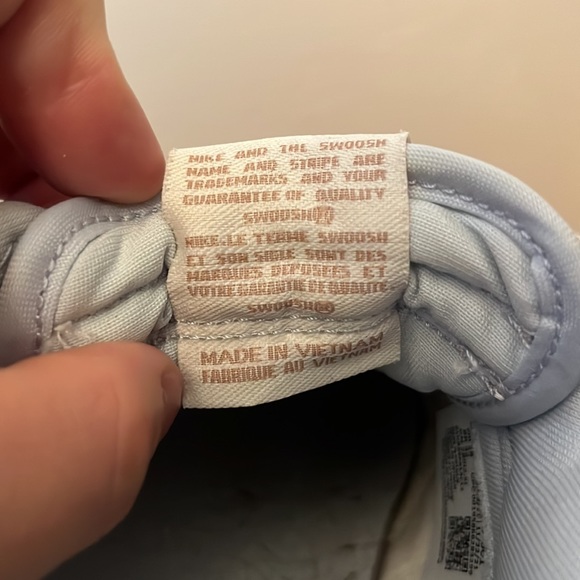 NIKE AND THE SWOOSH
NAME AND STRIPE ARE
TRADEMARKS AND YOUR
GUARANTEE OF QUALITY
SWOOSH®
NIKE·LE TERME SWOOSH
ET SON SIGLE SONT DES
MARQUES DEPOSEES ET
VOTRE GARANTIE DE QUALITE
SWOOSH®
MADE IN VIETNAM
FABRIQUE AU VIETNAM